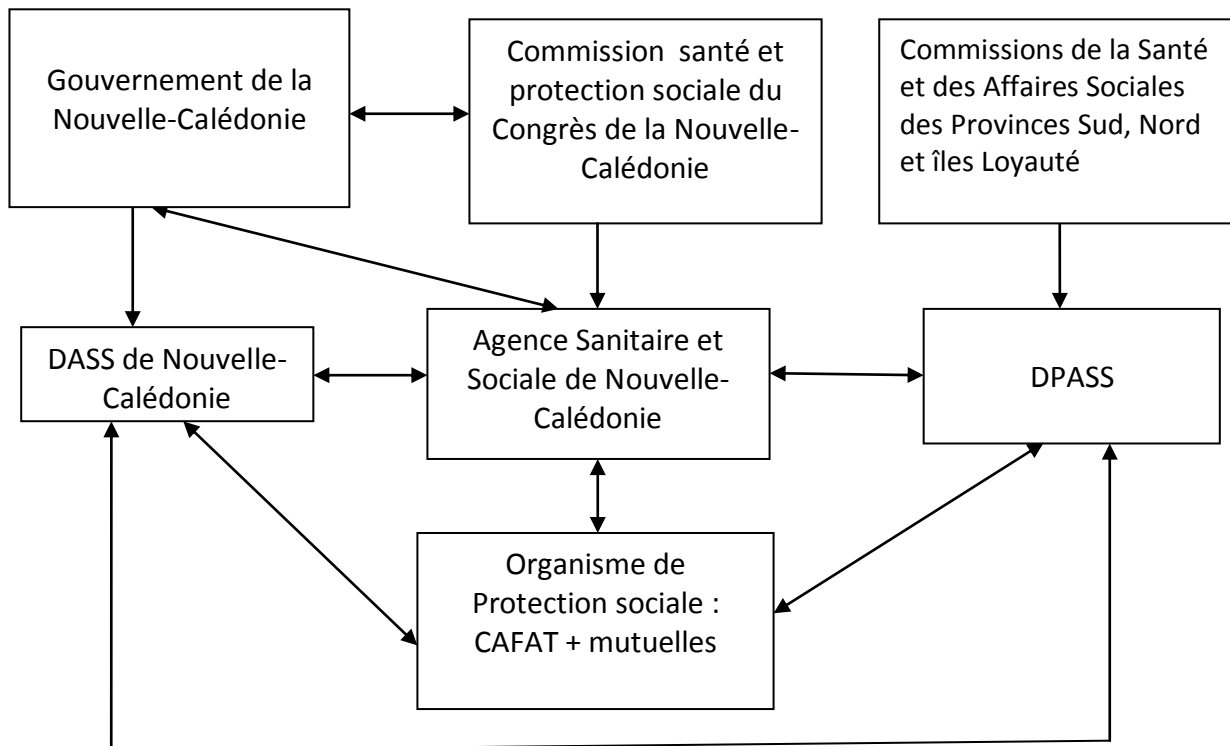 Gouvernement de la
Nouvelle-Calédonie
Commission santé et
protection sociale du
Congrès de la Nouvelle-
Calédonie
Commissions de la Santé
et des Affaires Sociales
des Provinces Sud, Nord
et îles Loyauté
DASS de Nouvelle-
Calédonie
Agence Sanitaire et
Sociale de Nouvelle-
Calédonie
DPASS
Organisme de
Protection sociale :
CAFAT + mutuelles